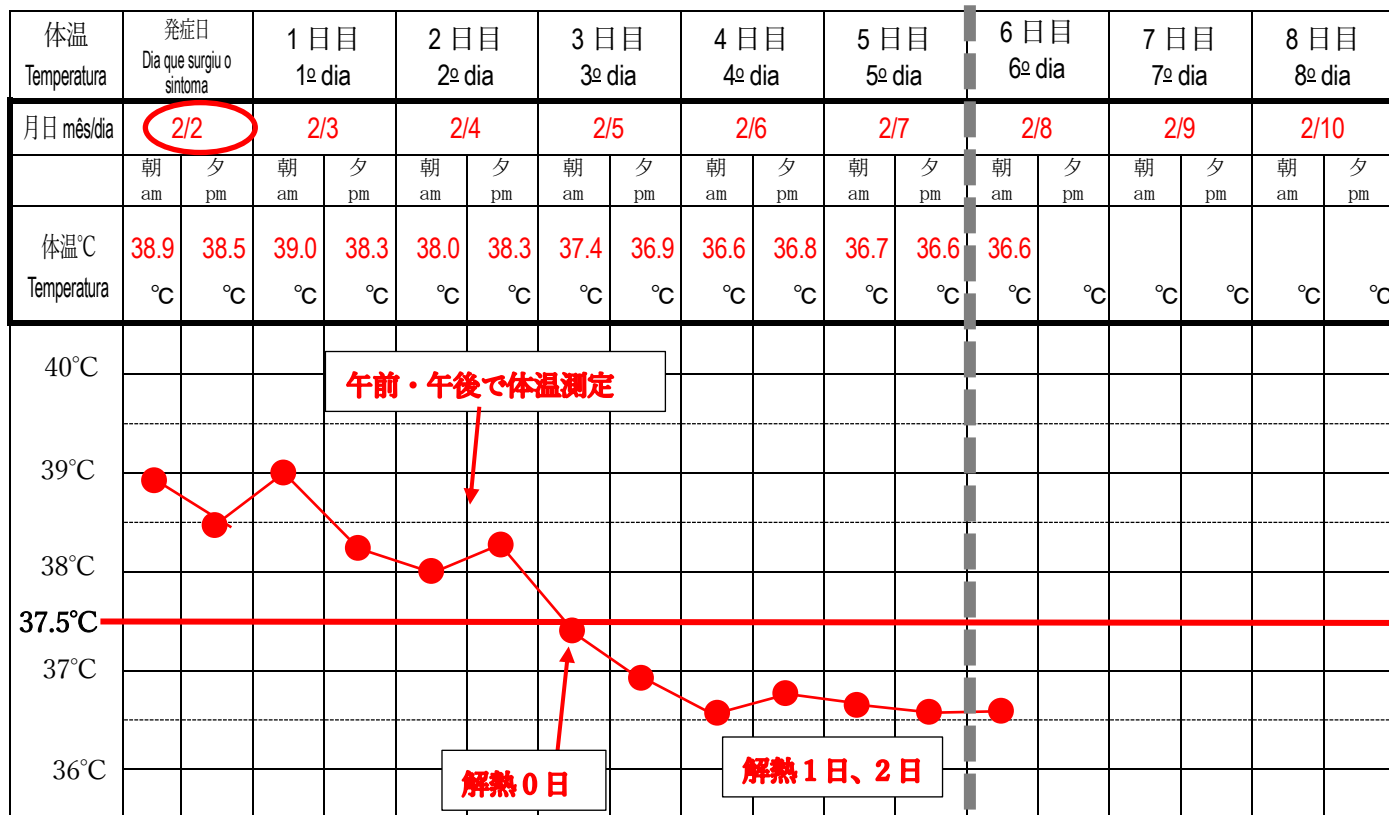 体温 発症日 1日目 2日目 3日目 4日目 5日目 6日目 7日目 8日目
Temperatura Dia que surgiu o sintoma 1º dia 2º dia 3º dia 4º dia 5º dia 6º dia 7º dia 8º dia
月日 mês/dia 2/2 2/3 2/4 2/5 2/6 2/7 2/8 2/9 2/10
朝 夕 朝 夕 朝 夕 朝 夕 朝 夕 朝 夕 朝 夕 朝 夕 朝 夕
am pm am pm am pm am pm am pm am pm am pm am pm am pm
体温℃ 38.9 38.5 39.0 38.3 38.0 38.3 37.4 36.9 36.6 36.8 36.7 36.6 36.6
Temperatura ℃ ℃ ℃ ℃ ℃ ℃ ℃ ℃ ℃ ℃ ℃ ℃ ℃ ℃ ℃ ℃ ℃ ℃
40℃
午前・午後で体温測定
39℃
38℃
37.5℃
37℃
36℃
解熱0日
解熱1日、2日